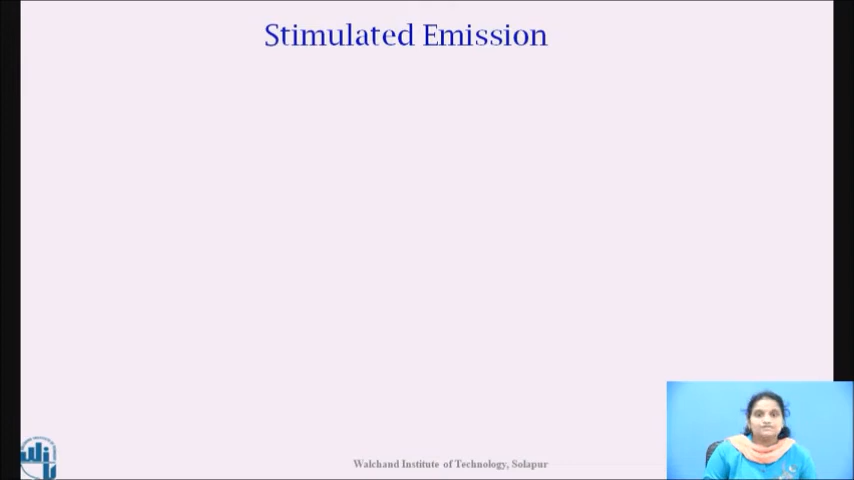 Stimulated Emission
Walchand Institute of Technology, Solapur